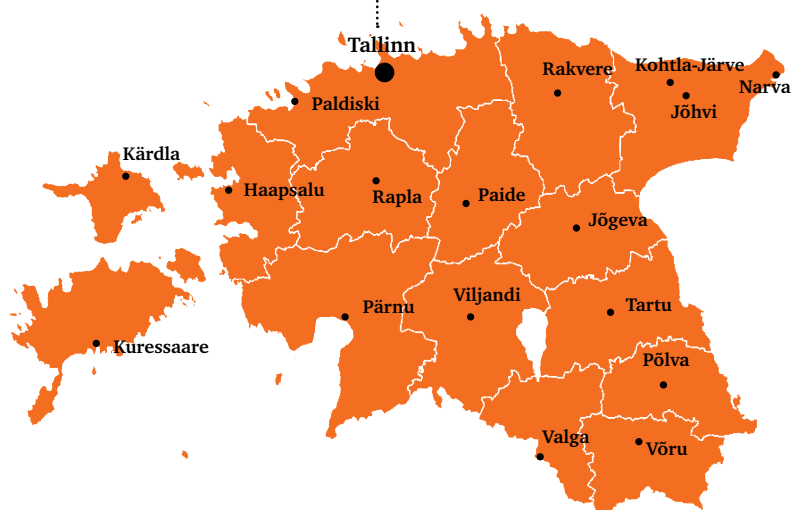 Tallinn
Rakvere
Kohtla-Järve
Narva
Paldiski
Jõhvi
Kärdla
Haapsalu
Rapla
Paide
Jõgeva
Pärnu
Viljandi
Tartu
Kuressaare
Põlva
Valga
Võru